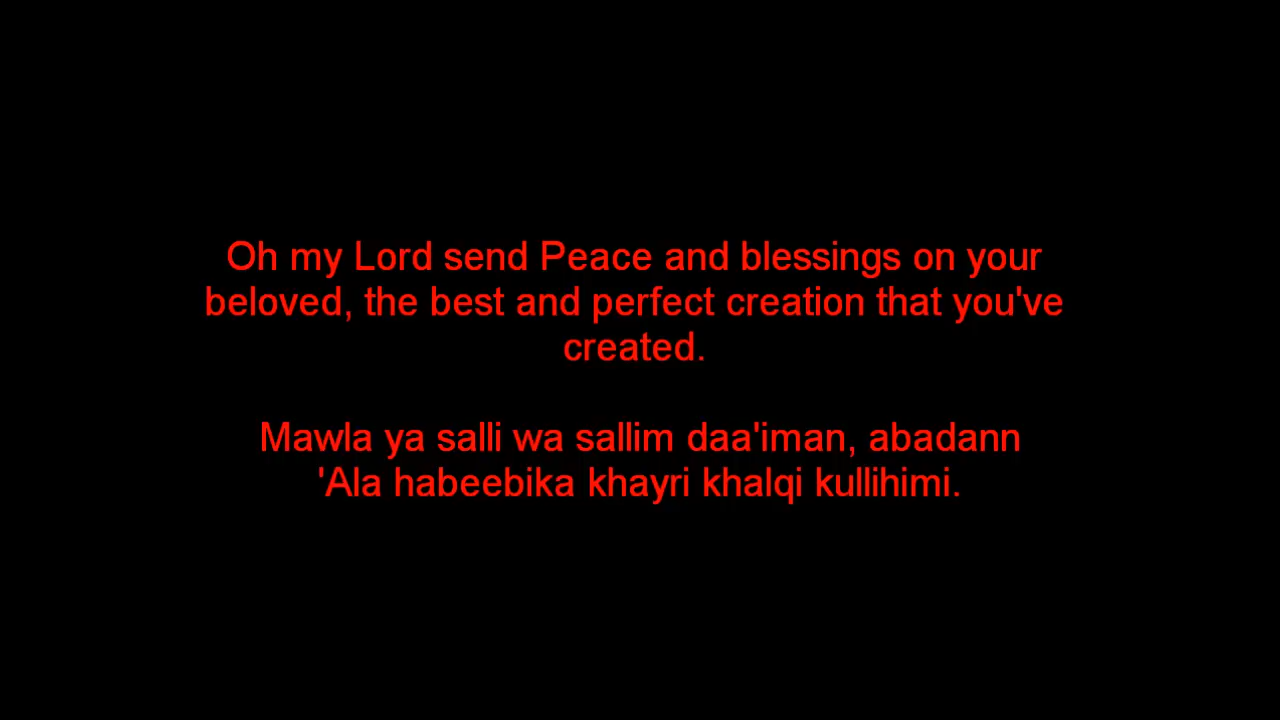 Oh my Lord send Peace and blessings on your
beloved, the best and perfect creation that you've
created.
Mawla ya salli wa sallim daa'iman, abadann
'Ala habeebika khayri khalqi kullihimi.